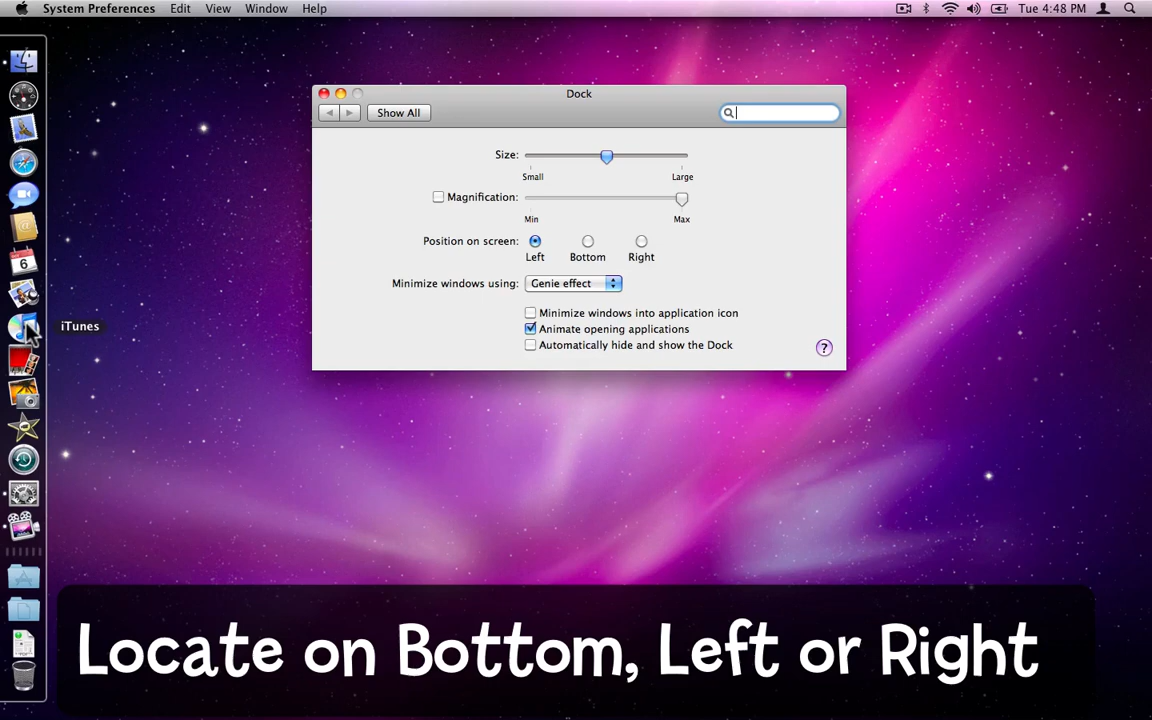 System Preferences Edit View Window Help Tue 4:48 PM
Dock
Show All
Size:
Small Large
Magnification:
Min Max
Position on screen:
Left Bottom Right
Minimize windows using: Genie effect
Minimize windows into application icon
Animate opening applications
Automatically hide and show the Dock
?
6
iTunes
Locate on Bottom, Left or Right